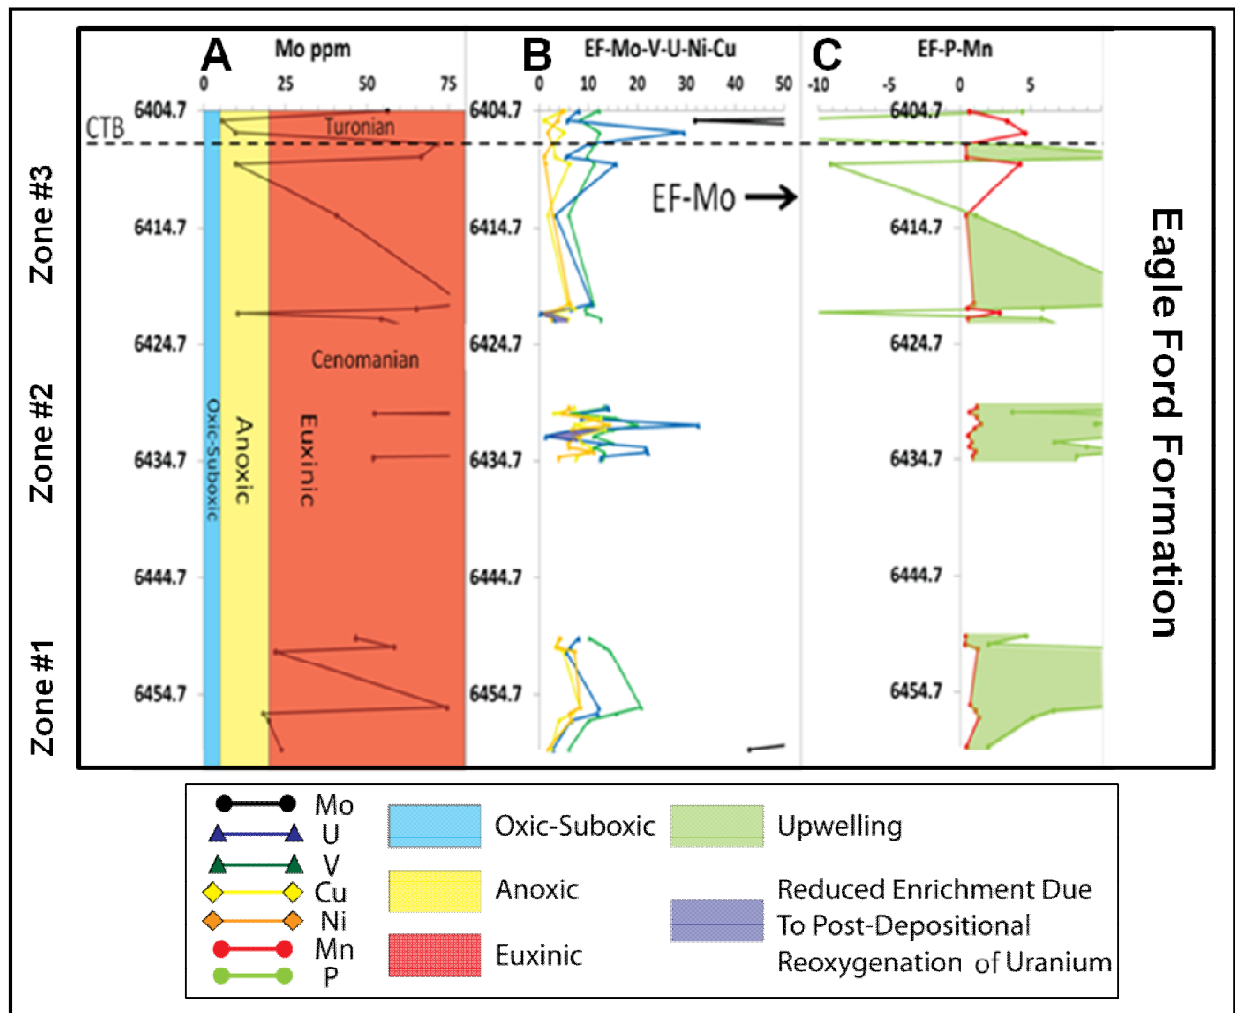 A Mo ppm
0 25 50 75
B EF-Mo-V-U-Ni-Cu
0 10 20 30 40 50
C EF-P-Mn
-10 -5 0 5
6404.7 6404.7 6404.7
CTB
Turonian
Zone #3
EF-Mo
6414.7 6414.7 6414.7
6424.7 6424.7 6424.7
Cenomanian
Zone #2
Oxic-Suboxic
Anoxic
Euxinic
6434.7 6434.7 6434.7
6444.7 6444.7 6444.7
Zone #1
6454.7 6454.7 6454.7
Eagle Ford Formation
Mo
U
V
Cu
Ni
Mn
P
Oxic-Suboxic
Anoxic
Euxinic
Upwelling
Reduced Enrichment Due
To Post-Depositional
Reoxygenation of Uranium